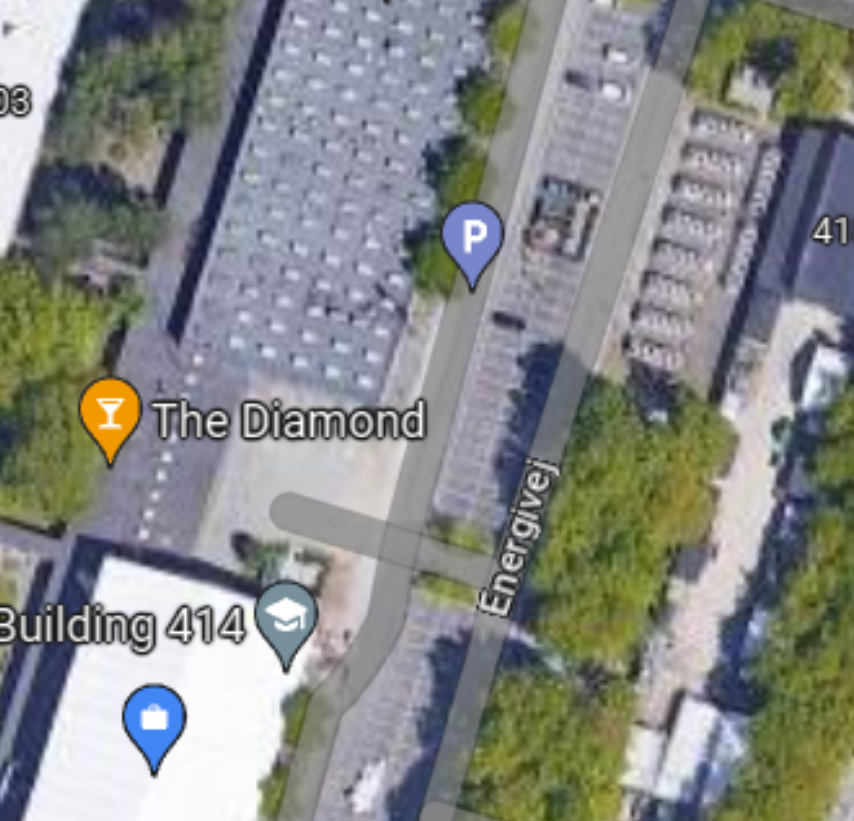 03
P
41
The Diamond
Energivej
Building 414